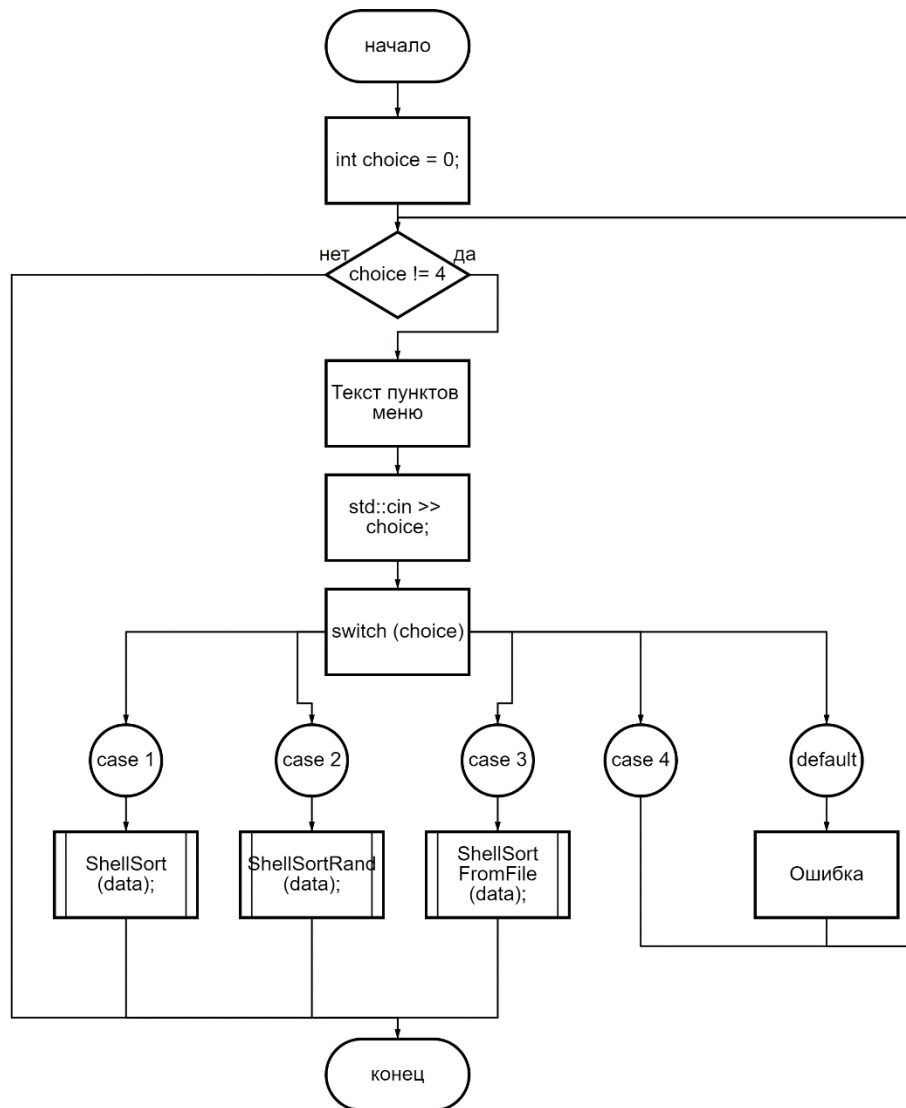 начало
int choice = 0;
нет
да
choice != 4
Текст пунктов
меню
std::cin >>
choice;
switch (choice)
case 1
case 2
case 3
case 4
default
ShellSort
(data);
ShellSortRand
(data);
ShellSort
FromFile
(data);
Ошибка
конец